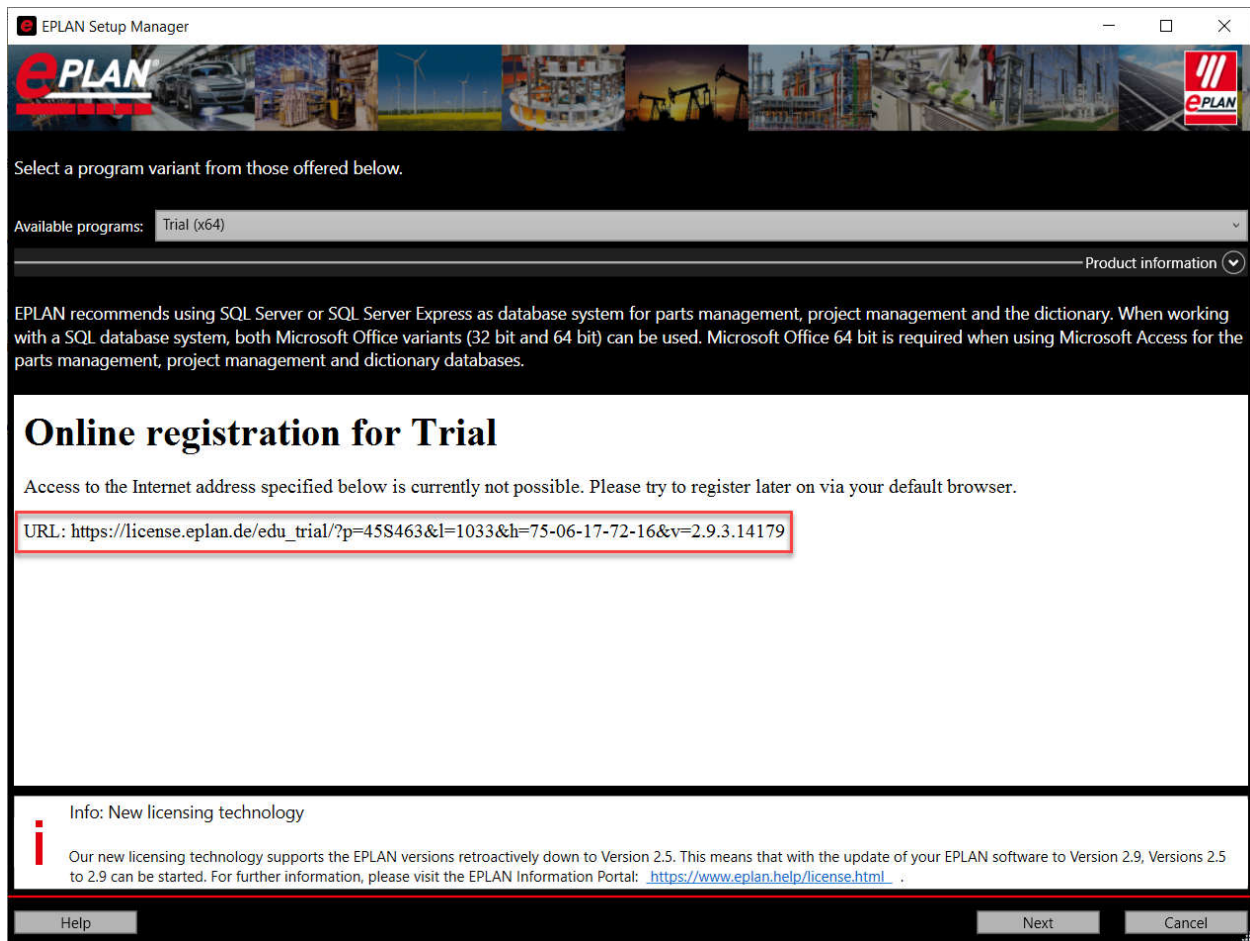 EPLAN Setup Manager
ePLAN®
ePLAN
Select a program variant from those offered below.
Available programs: Trial (x64)
Product information
EPLAN recommends using SQL Server or SQL Server Express as database system for parts management, project management and the dictionary. When working
with a SQL database system, both Microsoft Office variants (32 bit and 64 bit) can be used. Microsoft Office 64 bit is required when using Microsoft Access for the
parts management, project management and dictionary databases.
Online registration for Trial
Access to the Internet address specified below is currently not possible. Please try to register later on via your default browser.
URL: https://license.eplan.de/edu_trial/?p=45S463&l=1033&h=75-06-17-72-16&v=2.9.3.14179
Info: New licensing technology
Our new licensing technology supports the EPLAN versions retroactively down to Version 2.5. This means that with the update of your EPLAN software to Version 2.9, Versions 2.5
to 2.9 can be started. For further information, please visit the EPLAN Information Portal: https://www.eplan.help/license.html .
Help Next Cancel